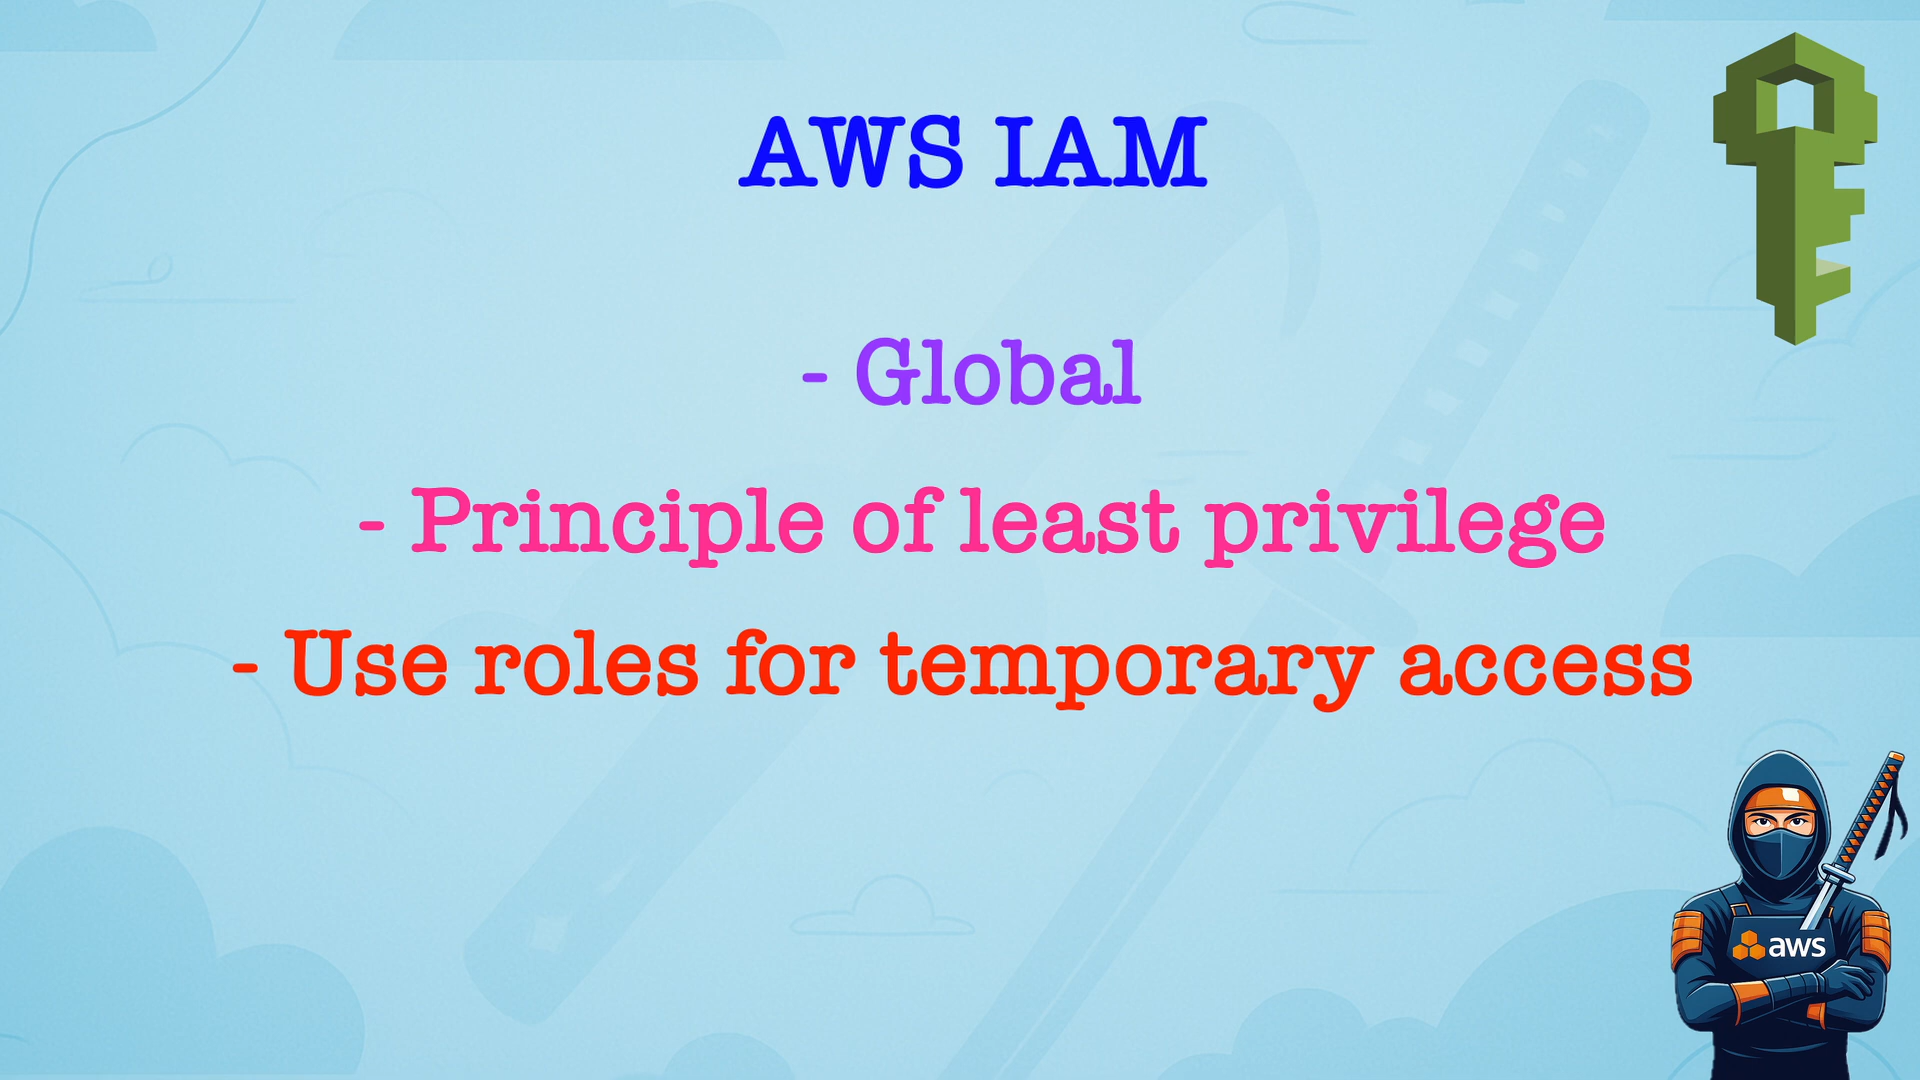 AWS IAM
- Global
- Principle of least privilege
- Use roles for temporary access
aws